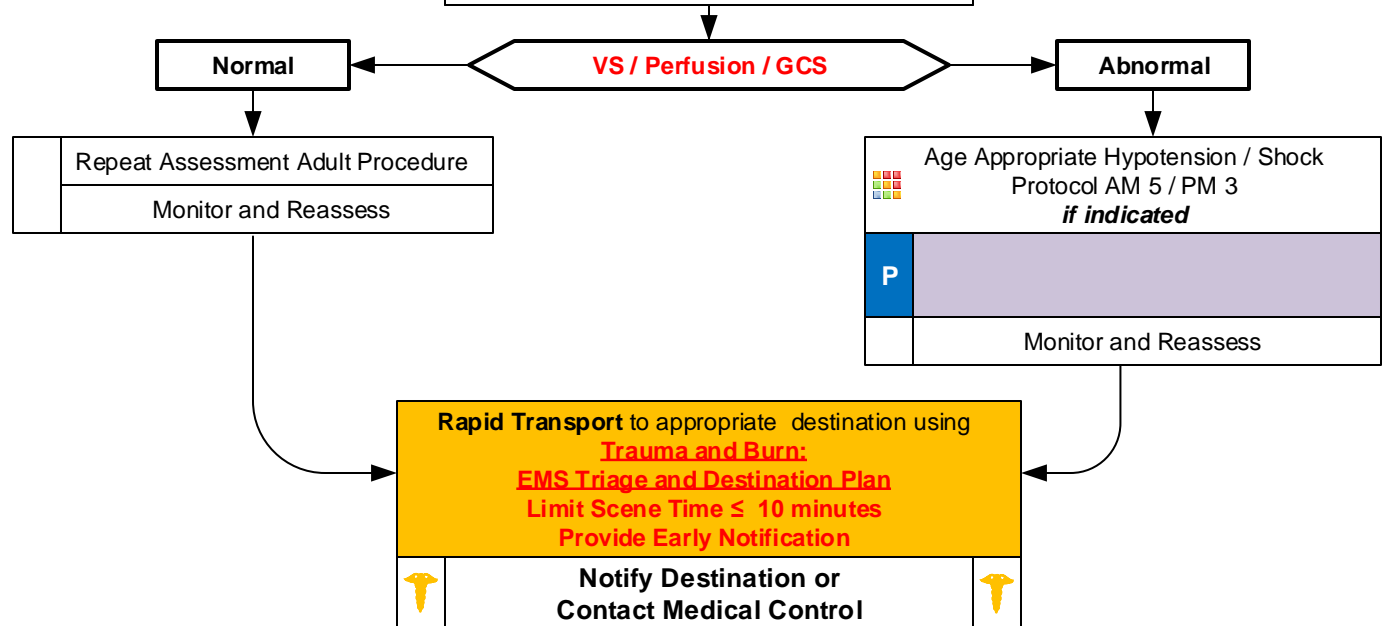 VS / Perfusion / GCS
Normal
Abnormal
Repeat Assessment Adult Procedure
Monitor and Reassess
Age Appropriate Hypotension / Shock
Protocol AM 5 / PM 3
if indicated
P
Monitor and Reassess
Rapid Transport to appropriate destination using
Trauma and Burn:
EMS Triage and Destination Plan
Limit Scene Time ≤ 10 minutes
Provide Early Notification
Notify Destination or
Contact Medical Control